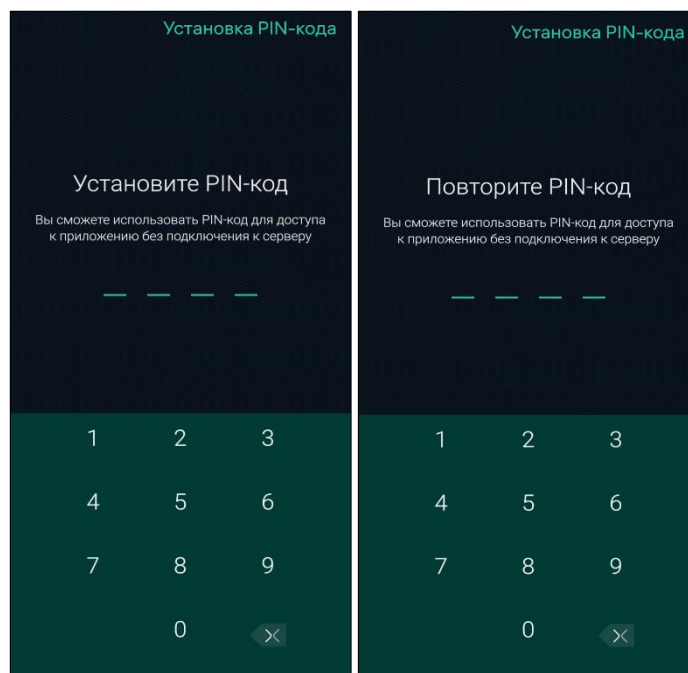 Установка PIN-кода
Установите PIN-код
Вы сможете использовать PIN-код для доступа
к приложению без подключения к серверу
1 2 3
4 5 6
7 8 9
0
Установка PIN-кода
Повторите PIN-код
Вы сможете использовать PIN-код для доступа
к приложению без подключения к серверу
1 2 3
4 5 6
7 8 9
0